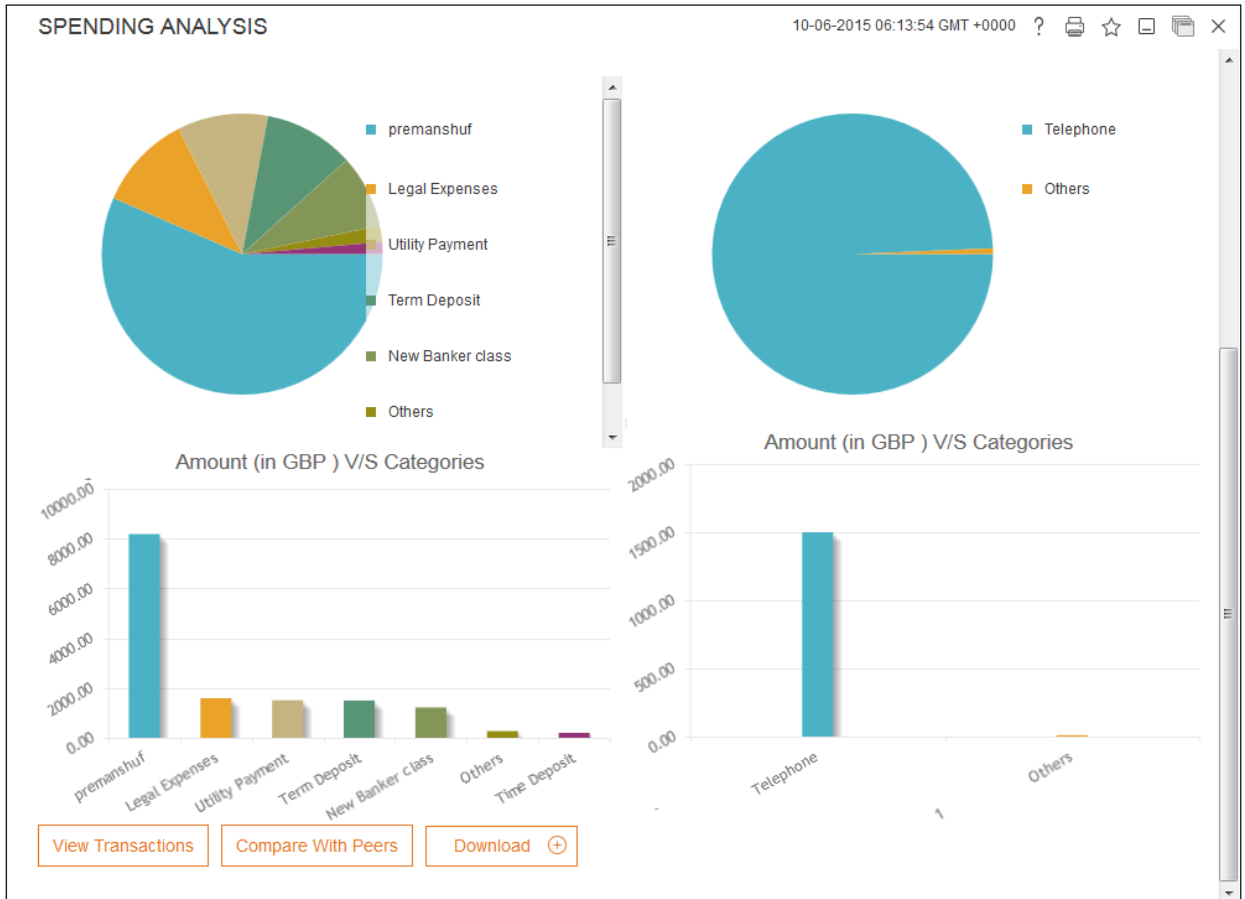 SPENDING ANALYSIS
10-06-2015 06:13:54 GMT +0000 ?
premanshuf
Legal Expenses
Utility Payment
Term Deposit
New Banker class
Others
Telephone
Others
Amount (in GBP ) V/S Categories
10000.00
8000.00
6000.00
4000.00
2000.00
0.00
premanshuf
Legal Expenses
Utility Payment
Term Deposit
New Banker class
Others
Time Deposit
Amount (in GBP ) V/S Categories
2000.00
1500.00
1000.00
500.00
0.00
Telephone
Others
1
View Transactions
Compare With Peers
Download